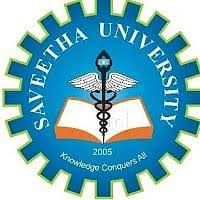 SAVEETHA UNIVERSITY
2005
Knowledge Conquers All